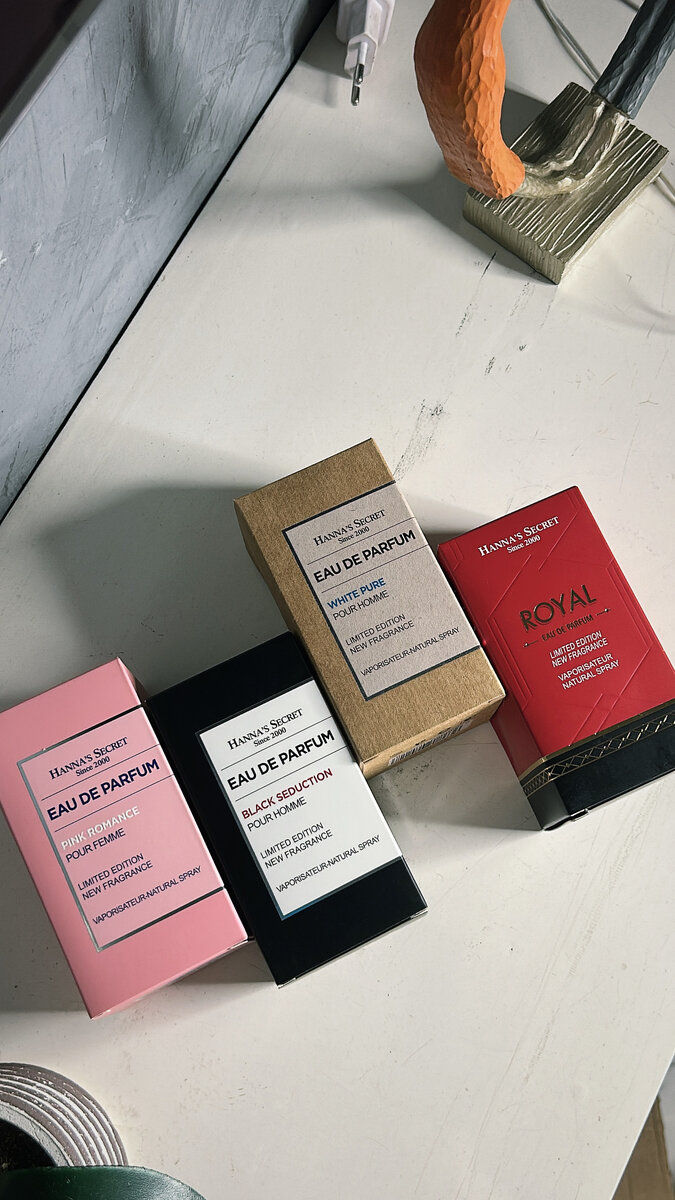 HANNA'S SECRET
Since 2000
EAU DE PARFUM
PINK ROMANCE
POUR FEMME
LIMITED EDITION
NEW FRAGRANCE
VAPORISATEUR-NATURAL SPRAY
HANNA'S SECRET
Since 2000
EAU DE PARFUM
BLACK SEDUCTION
POUR HOMME
LIMITED EDITION
NEW FRAGRANCE
VAPORISATEUR-NATURAL SPRAY
HANNA'S SECRET
Since 2000
EAU DE PARFUM
WHITE PURE
POUR HOMME
LIMITED EDITION
NEW FRAGRANCE
VAPORISATEUR-NATURAL SPRAY
HANNA'S SECRET
Since 2000
ROYAL
EAU DE PARFUM
LIMITED EDITION
NEW FRAGRANCE
VAPORISATEUR
NATURAL SPRAY